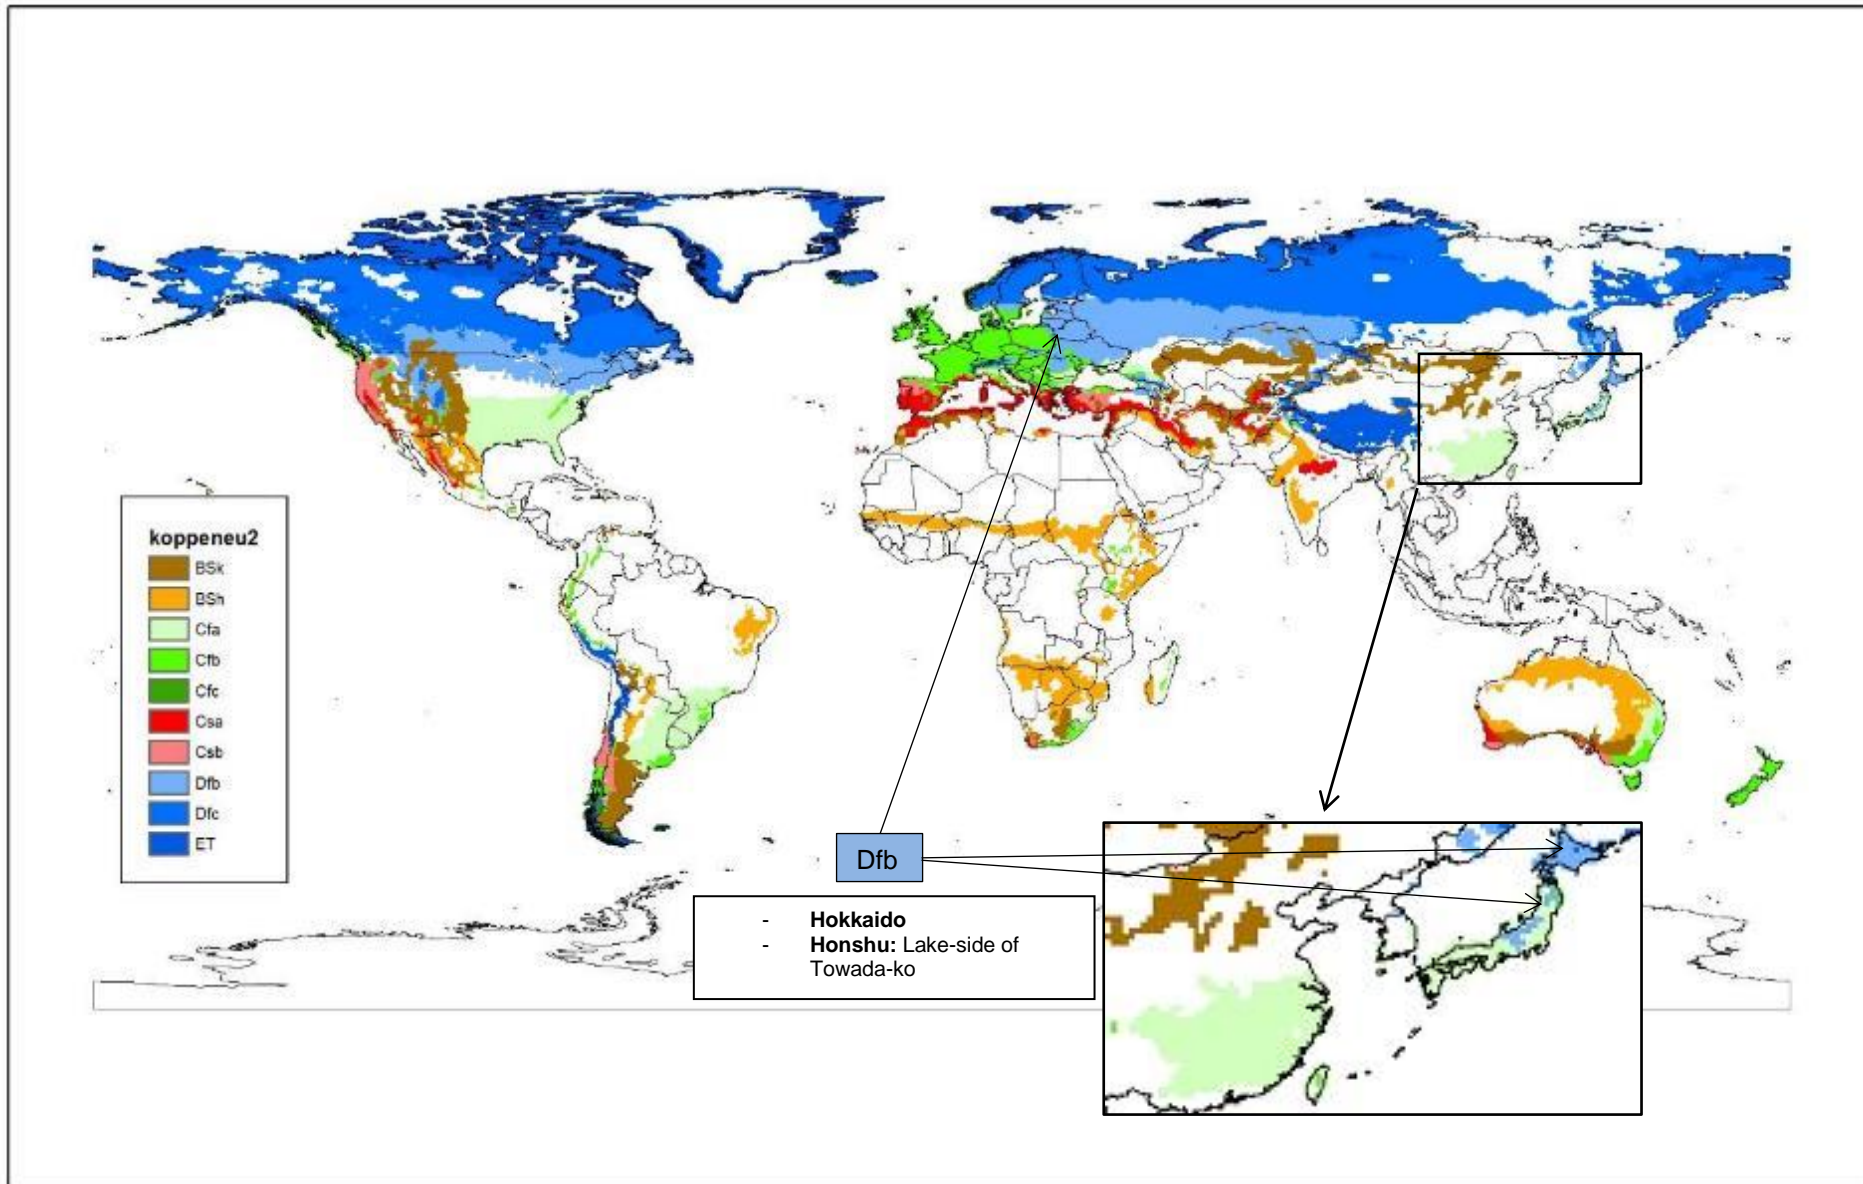 koppeneu2
BSk
BSh
Cfa
Cfb
Cfc
Csa
Csb
Dfb
Dfc
ET
Dfb
- Hokkaido
- Honshu: Lake-side of
Towada-ko